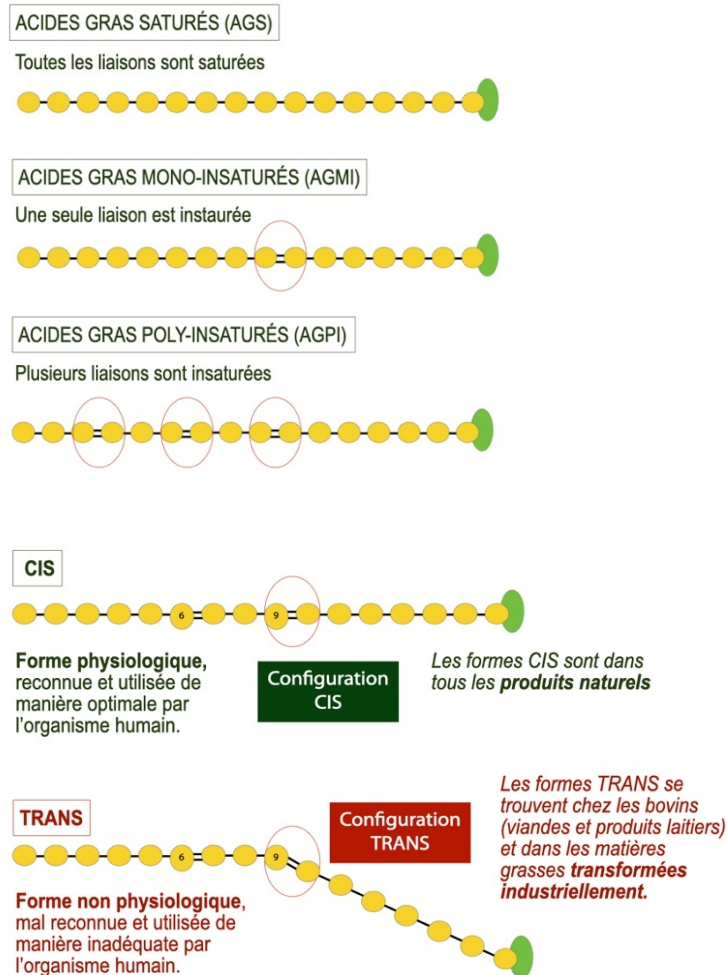 ACIDES GRAS SATURÉS (AGS)
Toutes les liaisons sont saturées
ACIDES GRAS MONO-INSATURÉS (AGMI)
Une seule liaison est instaurée
ACIDES GRAS POLY-INSATURÉS (AGPI)
Plusieurs liaisons sont insaturées
CIS
6
9
Forme physiologique,
reconnue et utilisée de
manière optimale par
l'organisme humain.
Configuration
CIS
Les formes CIS sont dans
tous les produits naturels
TRANS
6
9
Configuration
TRANS
Les formes TRANS se
trouvent chez les bovins
(viandes et produits laitiers)
et dans les matières
grasses transformées
industriellement.
Forme non physiologique,
mal reconnue et utilisée de
manière inadéquate par
l'organisme humain.